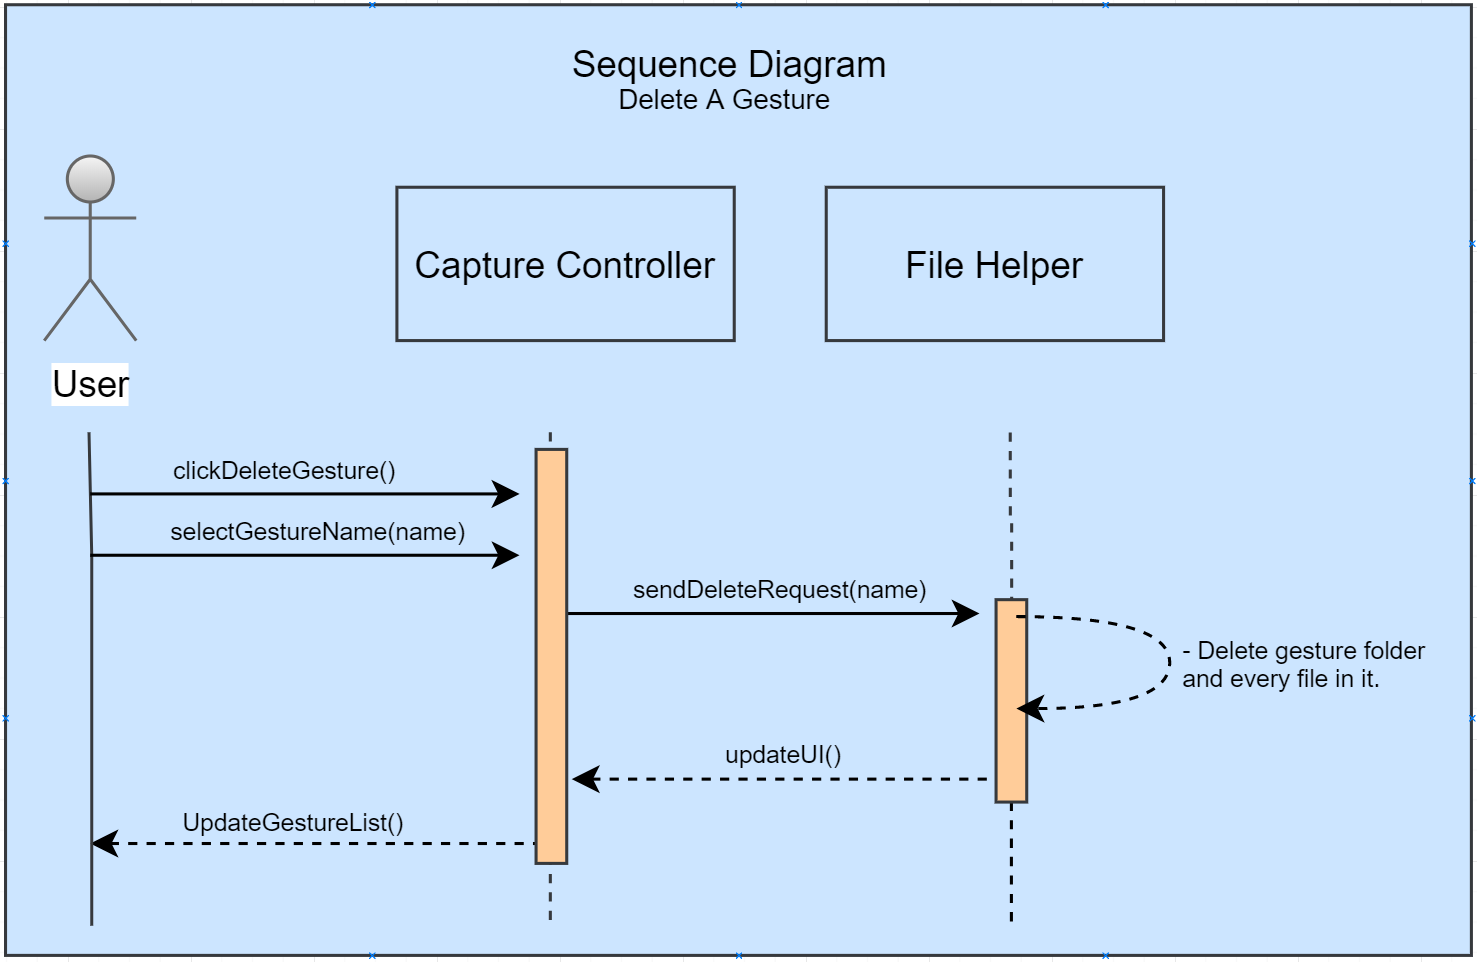 Sequence Diagram
Delete A Gesture
Capture Controller
File Helper
User
clickDeleteGesture()
selectGestureName(name)
sendDeleteRequest(name)
- Delete gesture folder
and every file in it.
updateUI()
UpdateGestureList()